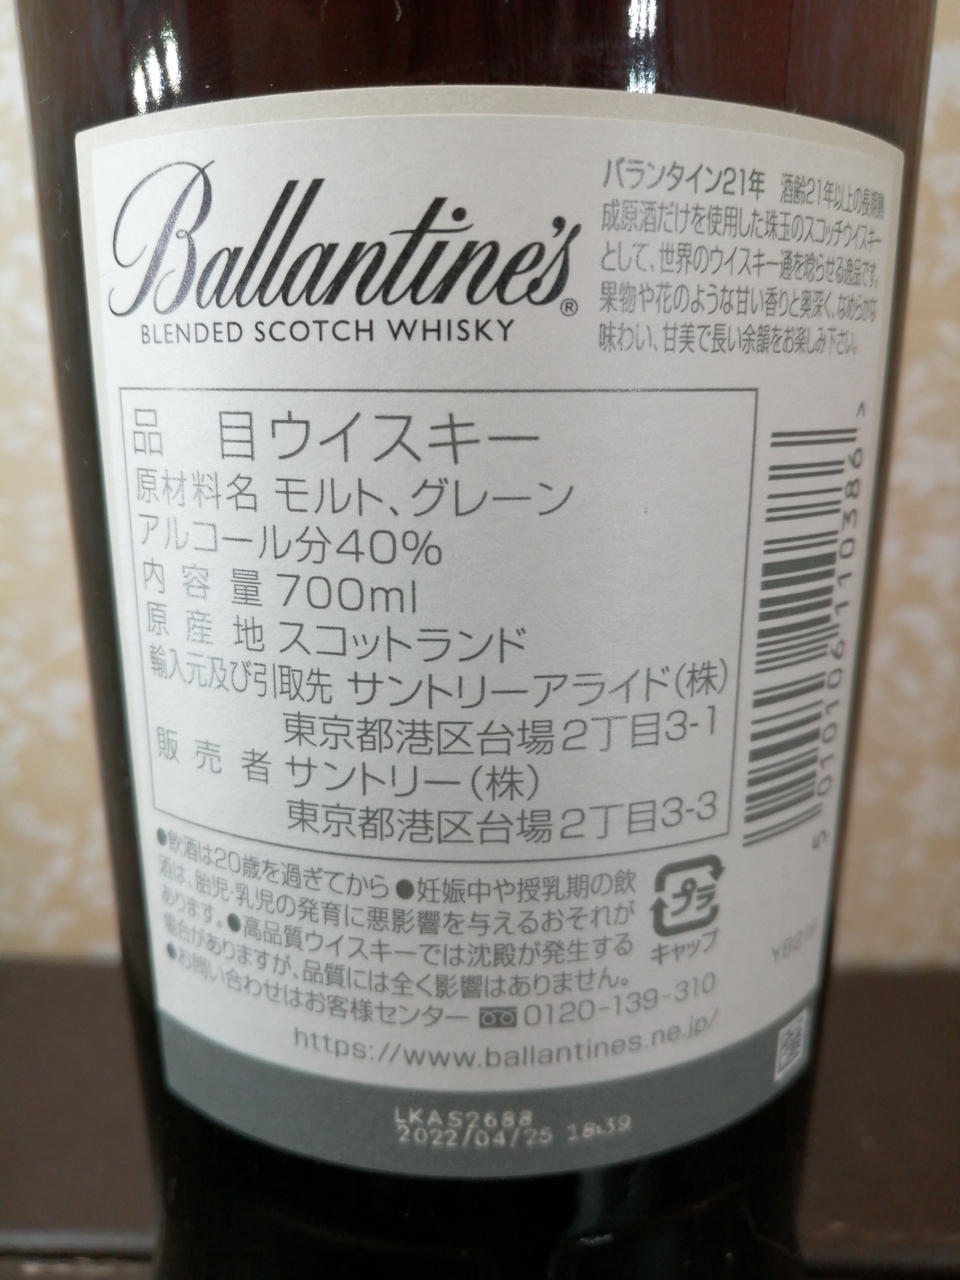 Ballantine's®
BLENDED SCOTCH WHISKY
バランタイン21年 酒齢21年以上の長期熟
成原酒だけを使用した珠玉のスコッチウイスキー
として、世界のウイスキー通を唸らせる逸品です。
果物や花のような甘い香りと奥深く、なめらかな
味わい、甘美で長い余韻をお楽しみ下さい。
品 目 ウイスキー
原材料名 モルト、グレーン
アルコール分40%
内容量 700ml
原産地 スコットランド
輸入元及び引取先 サントリーアライド(株)
東京都港区台場2丁目3-1
販売者 サントリー(株)
東京都港区台場2丁目3-3
5 010106 110386 >
●飲酒は20歳を過ぎてから ●妊娠中や授乳期の飲
酒は、胎児・乳児の発育に悪影響を与えるおそれが
あります。●高品質ウイスキーでは沈殿が発生する
場合がありますが、品質には全く影響はありません。
●お問い合わせはお客様センター 0120-139-310
https://www.ballantines.ne.jp/
プラ
キャップ
LKAS2688
2022/04/25 18:39